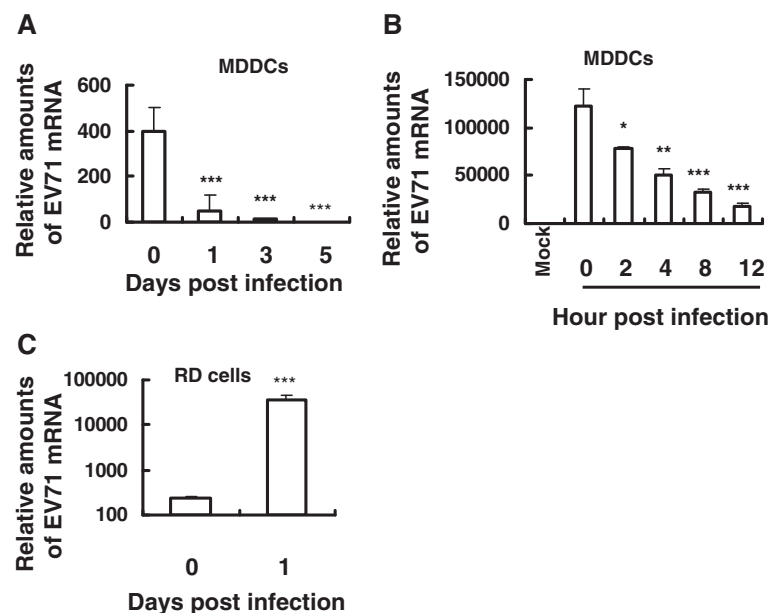 A
MDDCs
Relative amounts
of EV71 mRNA
600
400
200
0
***
***
***
0 1 3 5
Days post infection
B
MDDCs
Relative amounts
of EV71 mRNA
150000
100000
50000
0
*
**
***
***
Mock
0 2 4 8 12
Hour post infection
C
RD cells
Relative amounts
of EV71 mRNA
100000
10000
1000
100
***
0 1
Days post infection